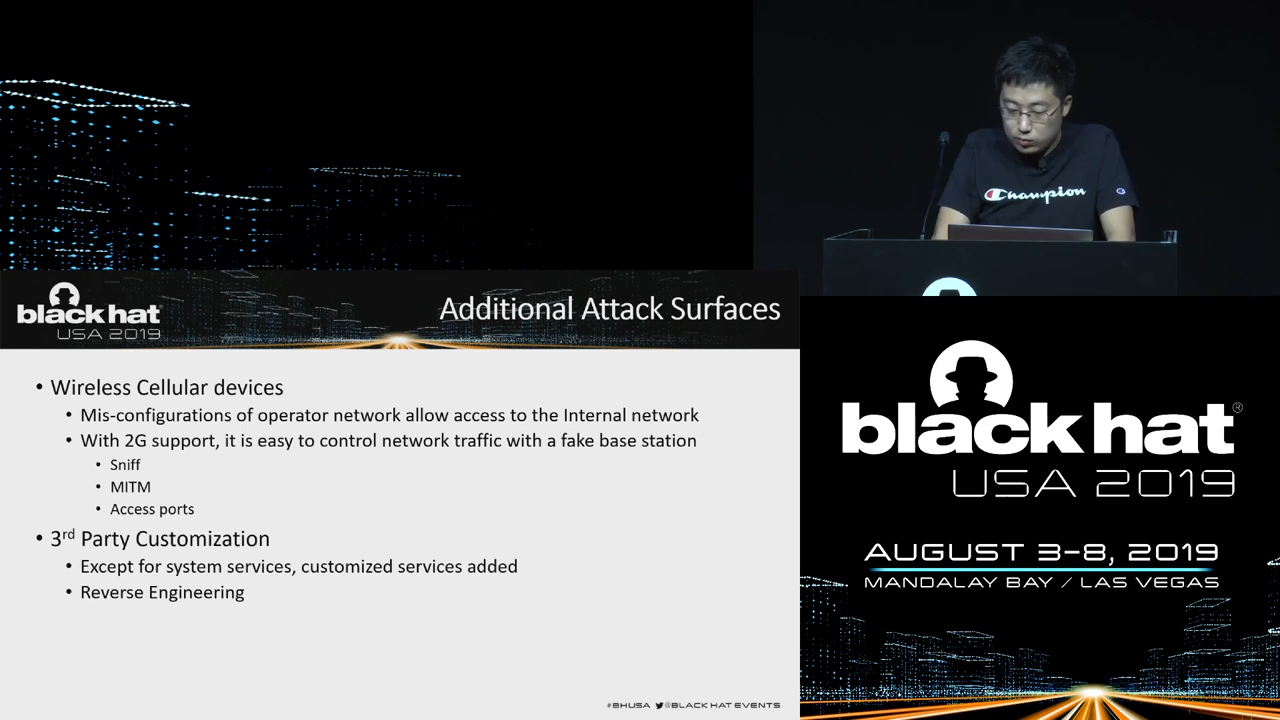 Champion
black hat
USA 2019
Additional Attack Surfaces
• Wireless Cellular devices
• Mis-configurations of operator network allow access to the Internal network
• With 2G support, it is easy to control network traffic with a fake base station
• Sniff
• MITM
• Access ports
• 3rd Party Customization
• Except for system services, customized services added
• Reverse Engineering
#BHUSA @BLACK HAT EVENTS
black hat®
USA 2019
AUGUST 3-8, 2019
MANDALAY BAY / LAS VEGAS